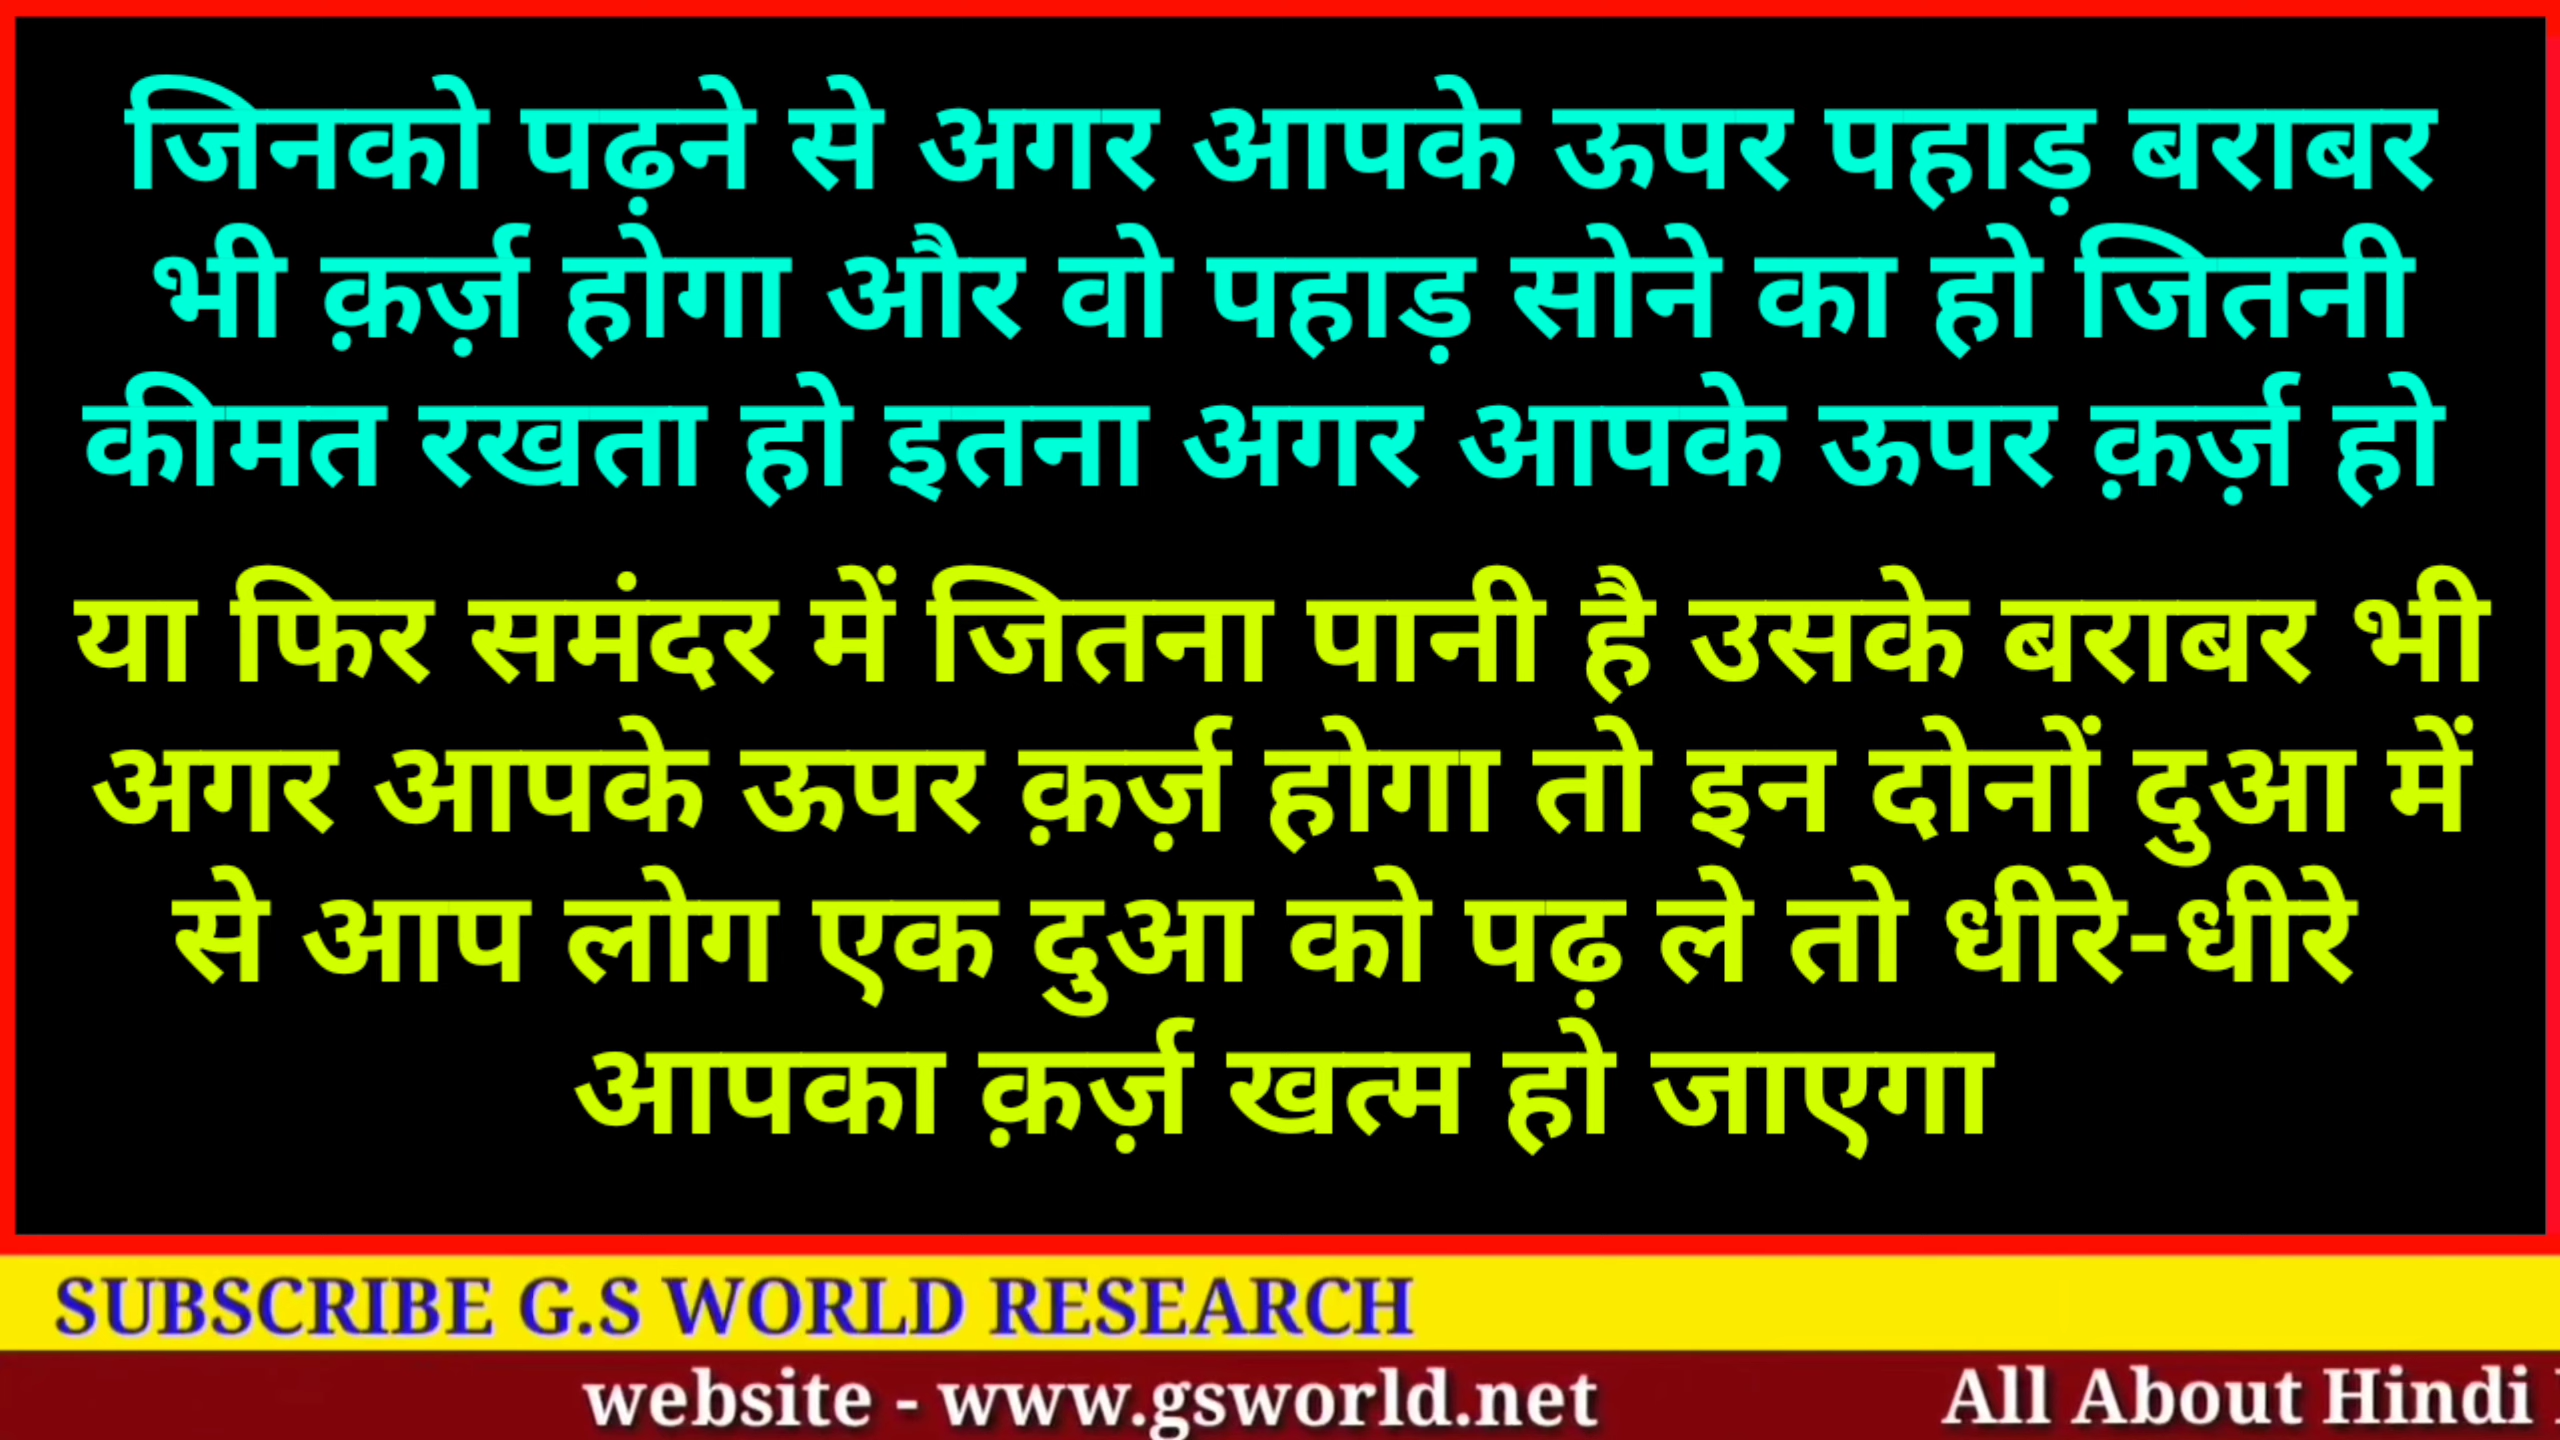 जिनको पढ़ने से अगर आपके ऊपर पहाड़ बराबर
भी क़र्ज़ होगा और वो पहाड़ सोने का हो जितनी
कीमत रखता हो इतना अगर आपके ऊपर क़र्ज़ हो
या फिर समंदर में जितना पानी है उसके बराबर भी
अगर आपके ऊपर क़र्ज़ होगा तो इन दोनों दुआ में
से आप लोग एक दुआ को पढ़ ले तो धीरे-धीरे
आपका क़र्ज़ खत्म हो जाएगा
SUBSCRIBE G.S WORLD RESEARCH
website - www.gsworld.net All About Hindi